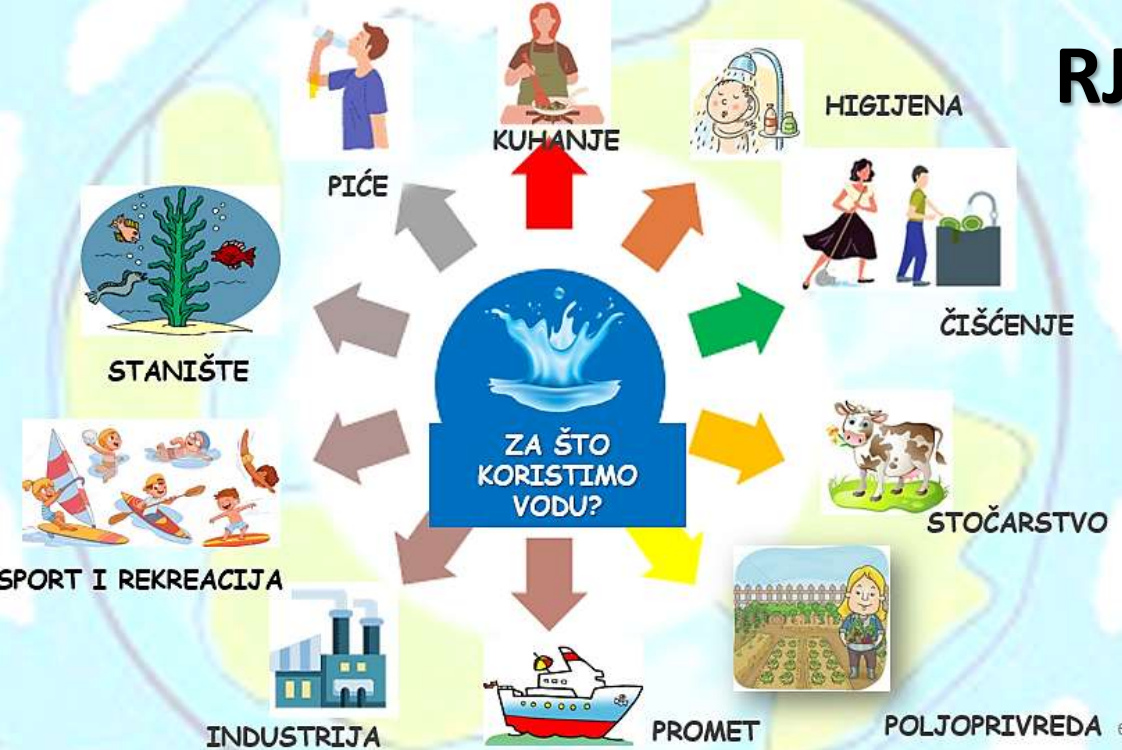 RJ
KUHANJE
HIGIJENA
PIĆE
ČIŠĆENJE
STANIŠTE
ZA ŠTO
KORISTIMO
VODU?
STOČARSTVO
SPORT I REKREACIJA
INDUSTRIJA
PROMET
POLJOPRIVREDA